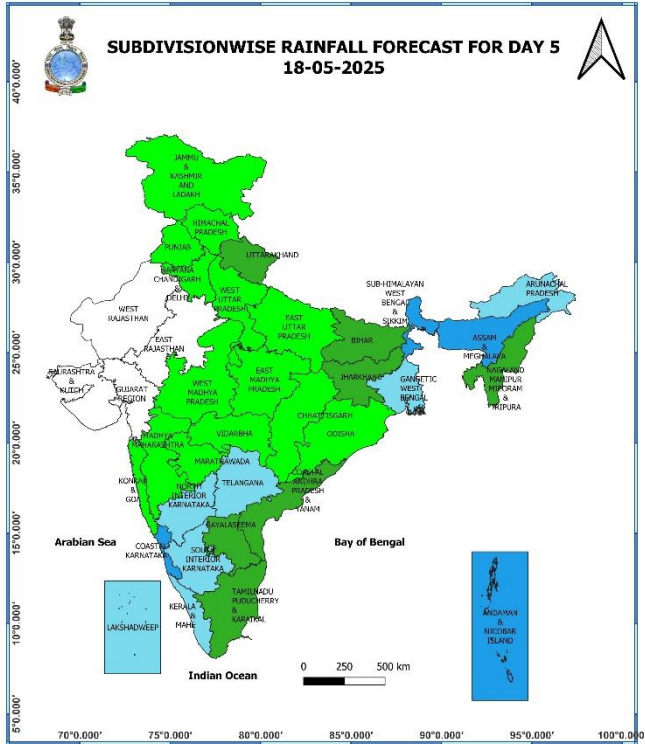 SUBDIVISIONWISE RAINFALL FORECAST FOR DAY 5
18-05-2025
JAMMU
&
KASHMIR
AND
LADAKH
HIMACHAL
PRADESH
PUNJAB
UTTARAKHAND
HARYANA
CHANDIGARH
&
DELHI
WEST
UTTAR
PRADESH
WEST
RAJASTHAN
EAST
RAJASTHAN
EAST
UTTAR
PRADESH
SUB-HIMALAYAN
WEST
BENGAL
&
SIKKIM
ARUNACHAL
PRADESH
ASSAM
&
MEGHALAYA
NAGALAND
MANIPUR
MIZORAM
&
TRIPURA
BIHAR
JHARKHAND
GANGETIC
WEST
BENGAL
SAURASHTRA
&
KUTCH
GUJARAT
REGION
WEST
MADHYA
PRADESH
EAST
MADHYA
PRADESH
CHHATTISGARH
ODISHA
MADHYA
MAHARASHTRA
VIDARBHA
MARATHAWADA
KONKAN
&
GOA
NORTH
INTERIOR
KARNATAKA
TELANGANA
COASTAL
ANDHRA
PRADESH
&
YANAM
RAYALASEEMA
COASTAL
KARNATAKA
SOUTH
INTERIOR
KARNATAKA
TAMILNADU
PUDUCHERRY
&
KARAIKAL
KERALA
&
MAHE
LAKSHADWEEP
ANDAMAN
&
NICOBAR
ISLAND
Arabian Sea
Bay of Bengal
Indian Ocean
0 250 500 km
40°0.000'
35°0.000'
30°0.000'
25°0.000'
20°0.000'
15°0.000'
10°0.000'
5°0.000'
70°0.000' 75°0.000' 80°0.000' 85°0.000' 90°0.000' 95°0.000' 100°0.000'